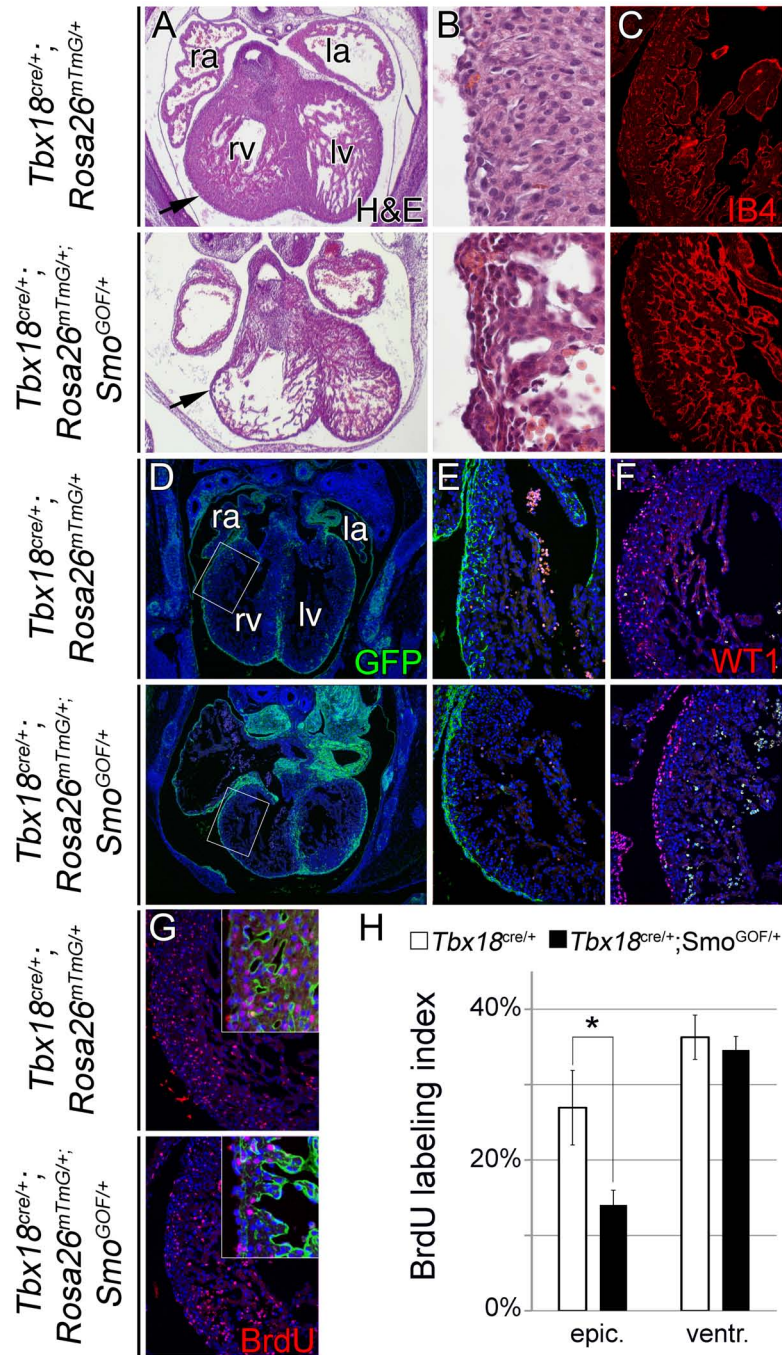 Tbx18cre/+.;
Rosa26mTmG/+
A
ra
la
rv
lv
H&E
B
C
IB4
Tbx18cre/+.;
Rosa26mTmG/+;
SmoGOF/+
Tbx18cre/+.;
Rosa26mTmG/+
D
ra
la
rv
lv
GFP
E
F
WT1
Tbx18cre/+.;
Rosa26mTmG/+;
SmoGOF/+
Tbx18cre/+.;
Rosa26mTmG/+
G
Tbx18cre/+.;
Rosa26mTmG/+;
SmoGOF/+
BrdU
H
Tbx18cre/+ Tbx18cre/+;SmoGOF/+
BrdU labeling index
40%
20%
0%
*
epic. ventr.